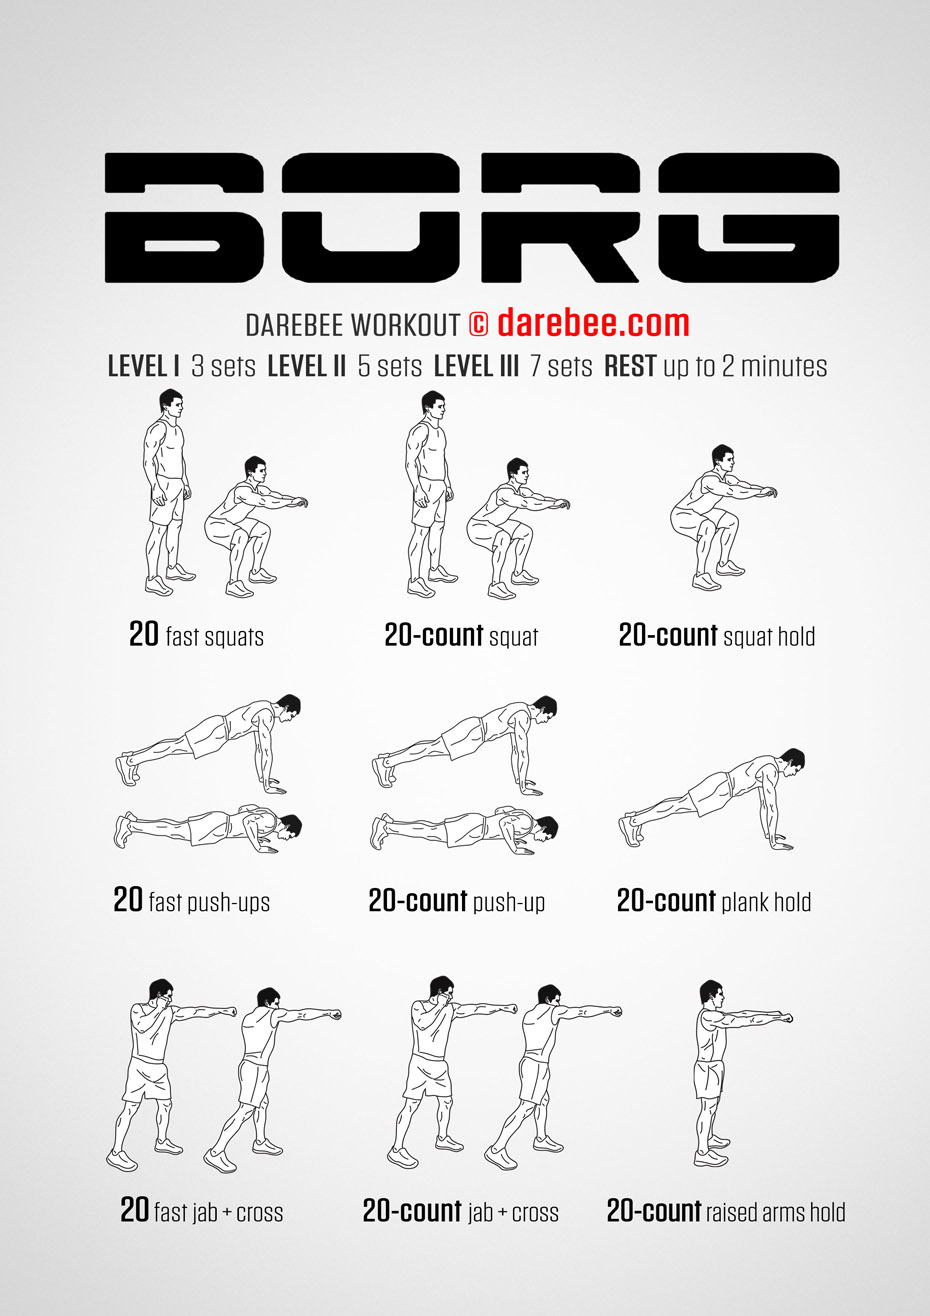 BORG
DAREBEE WORKOUT © darebee.com
LEVEL I 3 sets LEVEL II 5 sets LEVEL III 7 sets REST up to 2 minutes
20 fast squats
20-count squat
20-count squat hold
20 fast push-ups
20-count push-up
20-count plank hold
20 fast jab + cross
20-count jab + cross
20-count raised arms hold